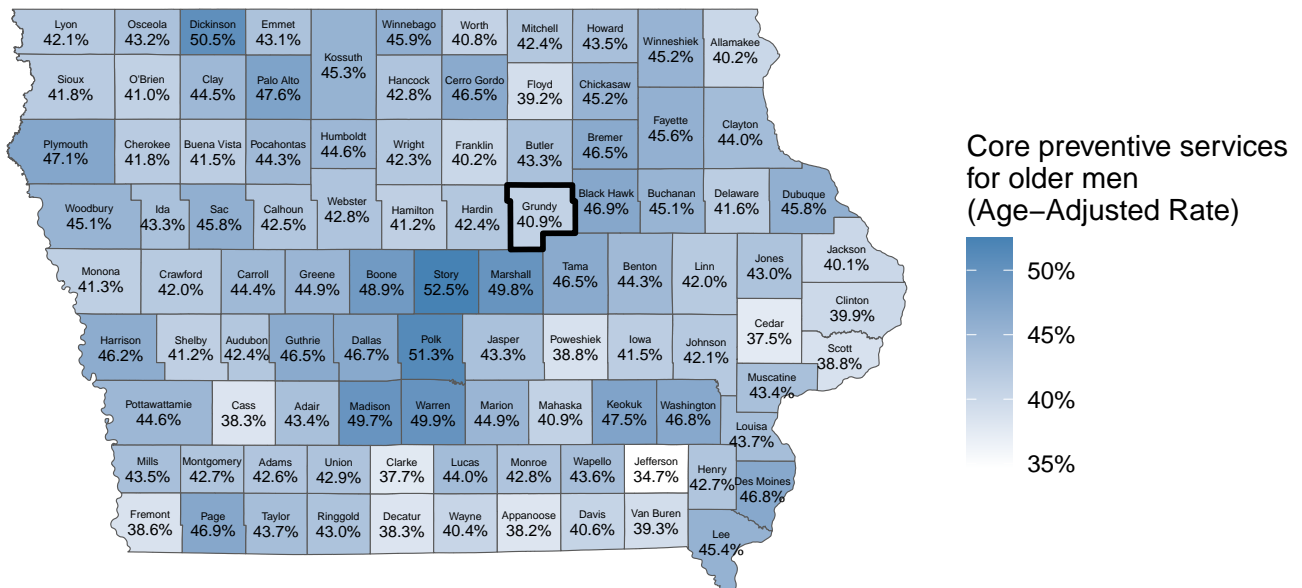 Lyon Osceola Dickinson Emmet Winnebago Worth Mitchell Howard
42.1% 43.2% 50.5% 43.1% 45.9% 40.8% 42.4% 43.5%
Kossuth Winneshiek Allamakee
45.3% 45.2% 40.2%
Sioux O'Brien Clay Palo Alto Hancock Cerro Gordo Floyd Chickasaw
41.8% 41.0% 44.5% 47.6% 42.8% 46.5% 39.2% 45.2%
Fayette Clayton
45.6% 44.0%
Plymouth Cherokee Buena Vista Pocahontas Humboldt Wright Franklin Butler Bremer
47.1% 41.8% 41.5% 44.3% 44.6% 42.3% 40.2% 43.3% 46.5%
Woodbury Ida Sac Calhoun Webster Hamilton Hardin Grundy Black Hawk Buchanan Delaware Dubuque
45.1% 43.3% 45.8% 42.5% 42.8% 41.2% 42.4% 40.9% 46.9% 45.1% 41.6% 45.8%
Monona Crawford Carroll Greene Boone Story Marshall Tama Benton Linn Jones Jackson
41.3% 42.0% 44.4% 44.9% 48.9% 52.5% 49.8% 46.5% 44.3% 42.0% 43.0% 40.1%
Clinton
39.9%
Harrison Shelby Audubon Guthrie Dallas Polk Jasper Poweshiek Iowa Johnson Cedar Scott
46.2% 41.2% 42.4% 46.5% 46.7% 51.3% 43.3% 38.8% 41.5% 42.1% 37.5% 38.8%
Muscatine
43.4%
Pottawattamie Cass Adair Madison Warren Marion Mahaska Keokuk Washington Louisa
44.6% 38.3% 43.4% 49.7% 49.9% 44.9% 40.9% 47.5% 46.8% 43.7%
Mills Montgomery Adams Union Clarke Lucas Monroe Wapello Jefferson Henry Des Moines
43.5% 42.7% 42.6% 42.9% 37.7% 44.0% 42.8% 43.6% 34.7% 42.7% 46.8%
Fremont Page Taylor Ringgold Decatur Wayne Appanoose Davis Van Buren Lee
38.6% 46.9% 43.7% 43.0% 38.3% 40.4% 38.2% 40.6% 39.3% 45.4%
Core preventive services
for older men
(Age−Adjusted Rate)
50%
45%
40%
35%